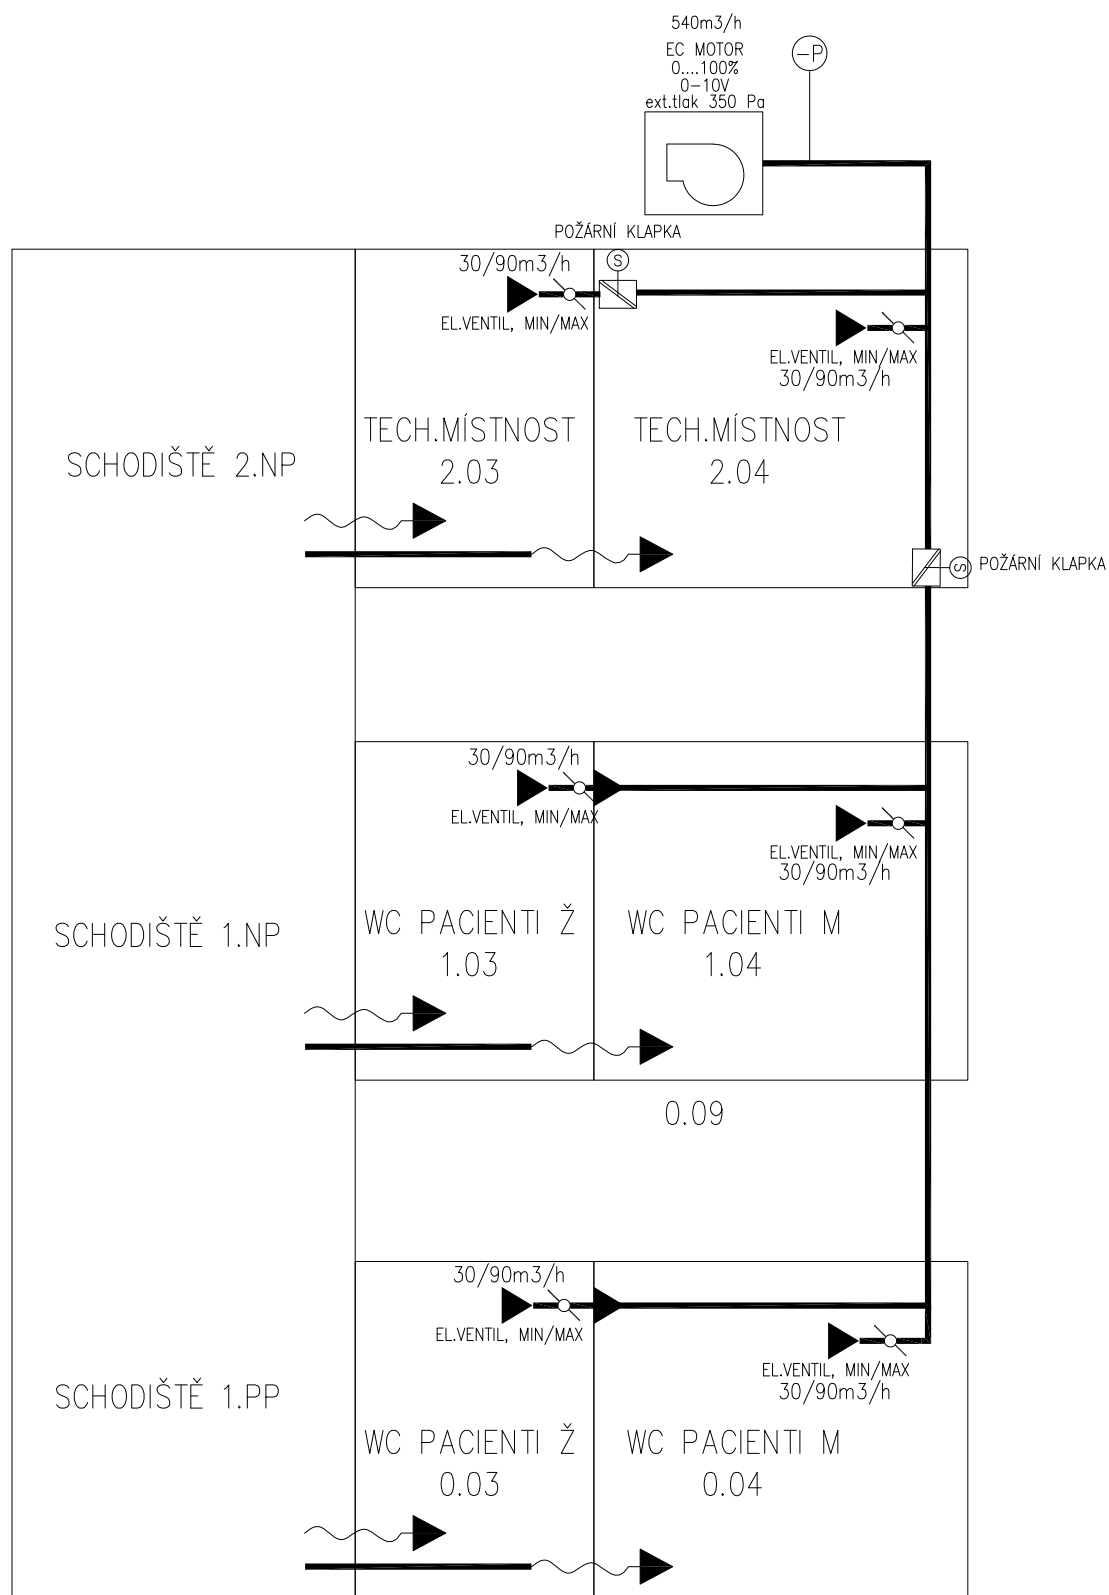 540m3/h
EC MOTOR
0....100%
0-10V
ext.tlak 350 Pa
-P
POŽÁRNÍ KLAPKA
S
30/90m3/h
EL.VENTIL, MIN/MAX
EL.VENTIL, MIN/MAX
30/90m3/h
TECH.MÍSTNOST
2.03
TECH.MÍSTNOST
2.04
SCHODIŠTĚ 2.NP
S
POŽÁRNÍ KLAPKA
30/90m3/h
EL.VENTIL, MIN/MAX
EL.VENTIL, MIN/MAX
30/90m3/h
WC PACIENTI Ž
1.03
WC PACIENTI M
1.04
SCHODIŠTĚ 1.NP
0.09
30/90m3/h
EL.VENTIL, MIN/MAX
EL.VENTIL, MIN/MAX
30/90m3/h
SCHODIŠTĚ 1.PP
WC PACIENTI Ž
0.03
WC PACIENTI M
0.04